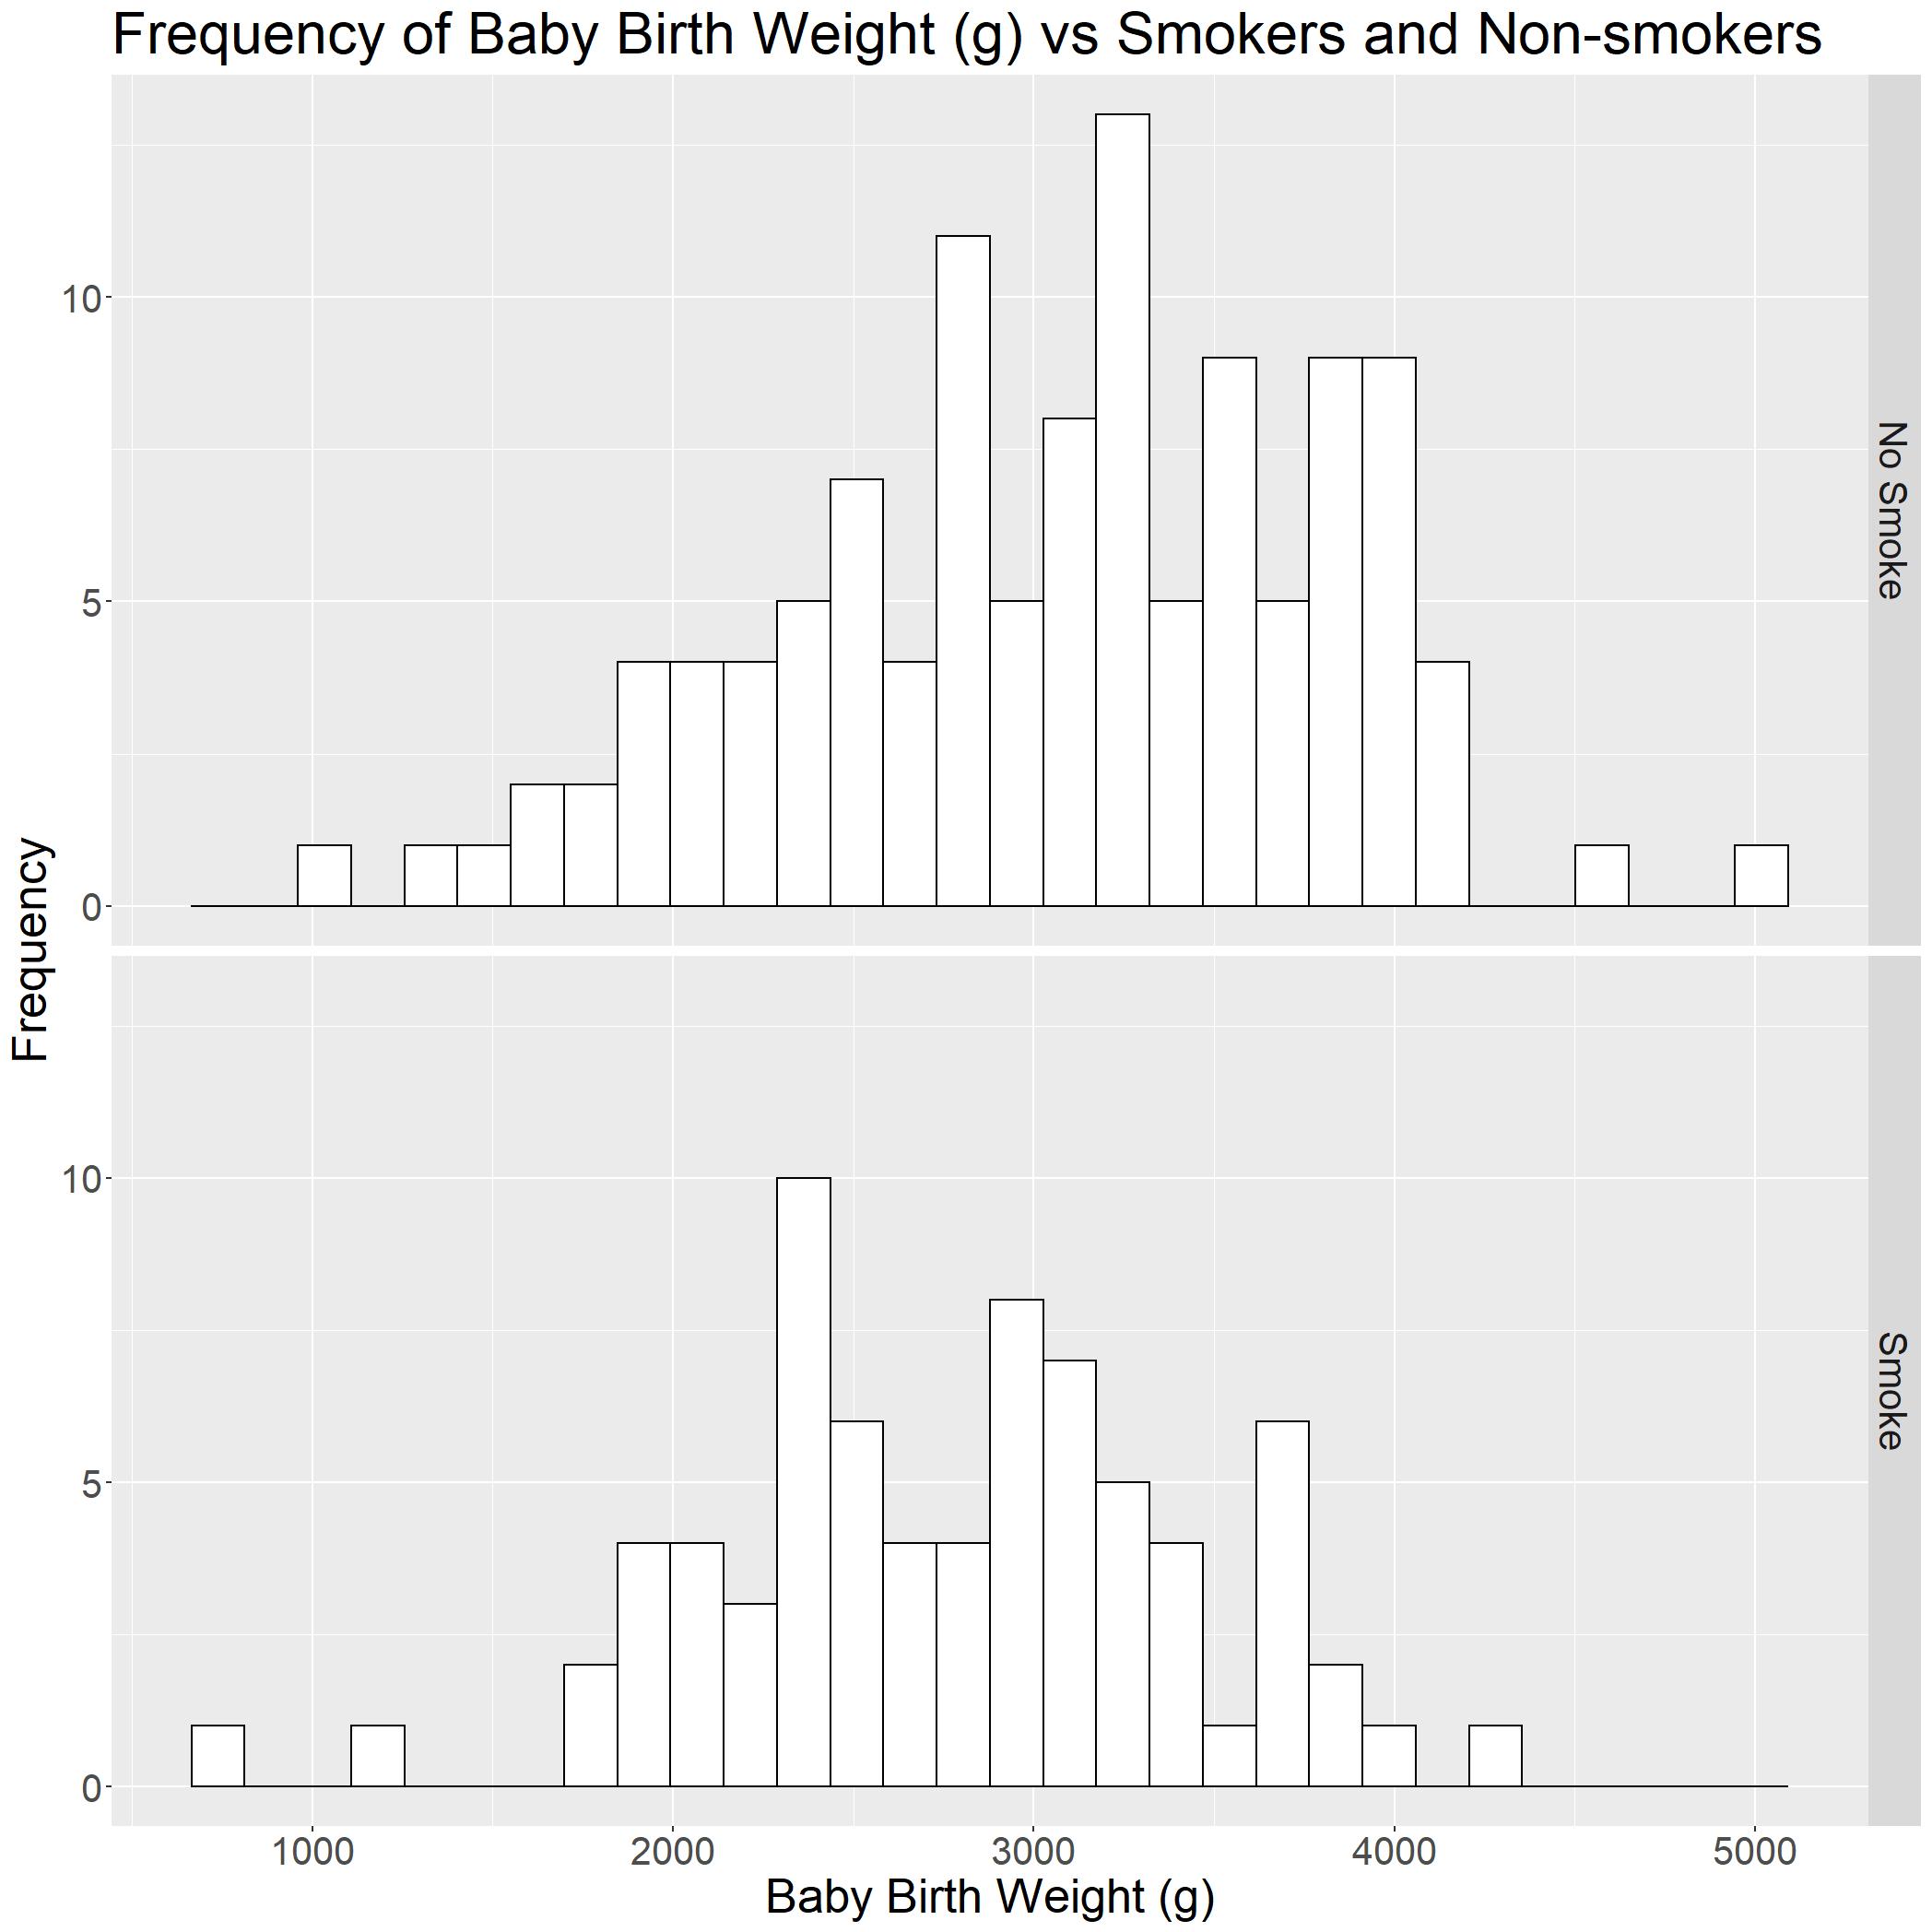 Frequency of Baby Birth Weight (g) vs Smokers and Non-smokers
10
5
0
No Smoke
Frequency
10
5
0
Smoke
1000 2000 3000 4000 5000
Baby Birth Weight (g)